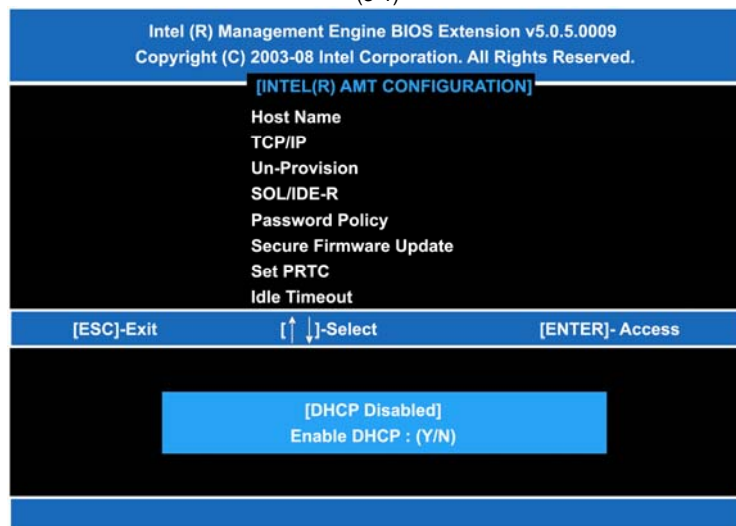 Intel (R) Management Engine BIOS Extension v5.0.5.0009
Copyright (C) 2003-08 Intel Corporation. All Rights Reserved.
[INTEL(R) AMT CONFIGURATION]
Host Name
TCP/IP
Un-Provision
SOL/IDE-R
Password Policy
Secure Firmware Update
Set PRTC
Idle Timeout
[ESC]-Exit [↑ ↓]-Select [ENTER]- Access
[DHCP Disabled]
Enable DHCP : (Y/N)